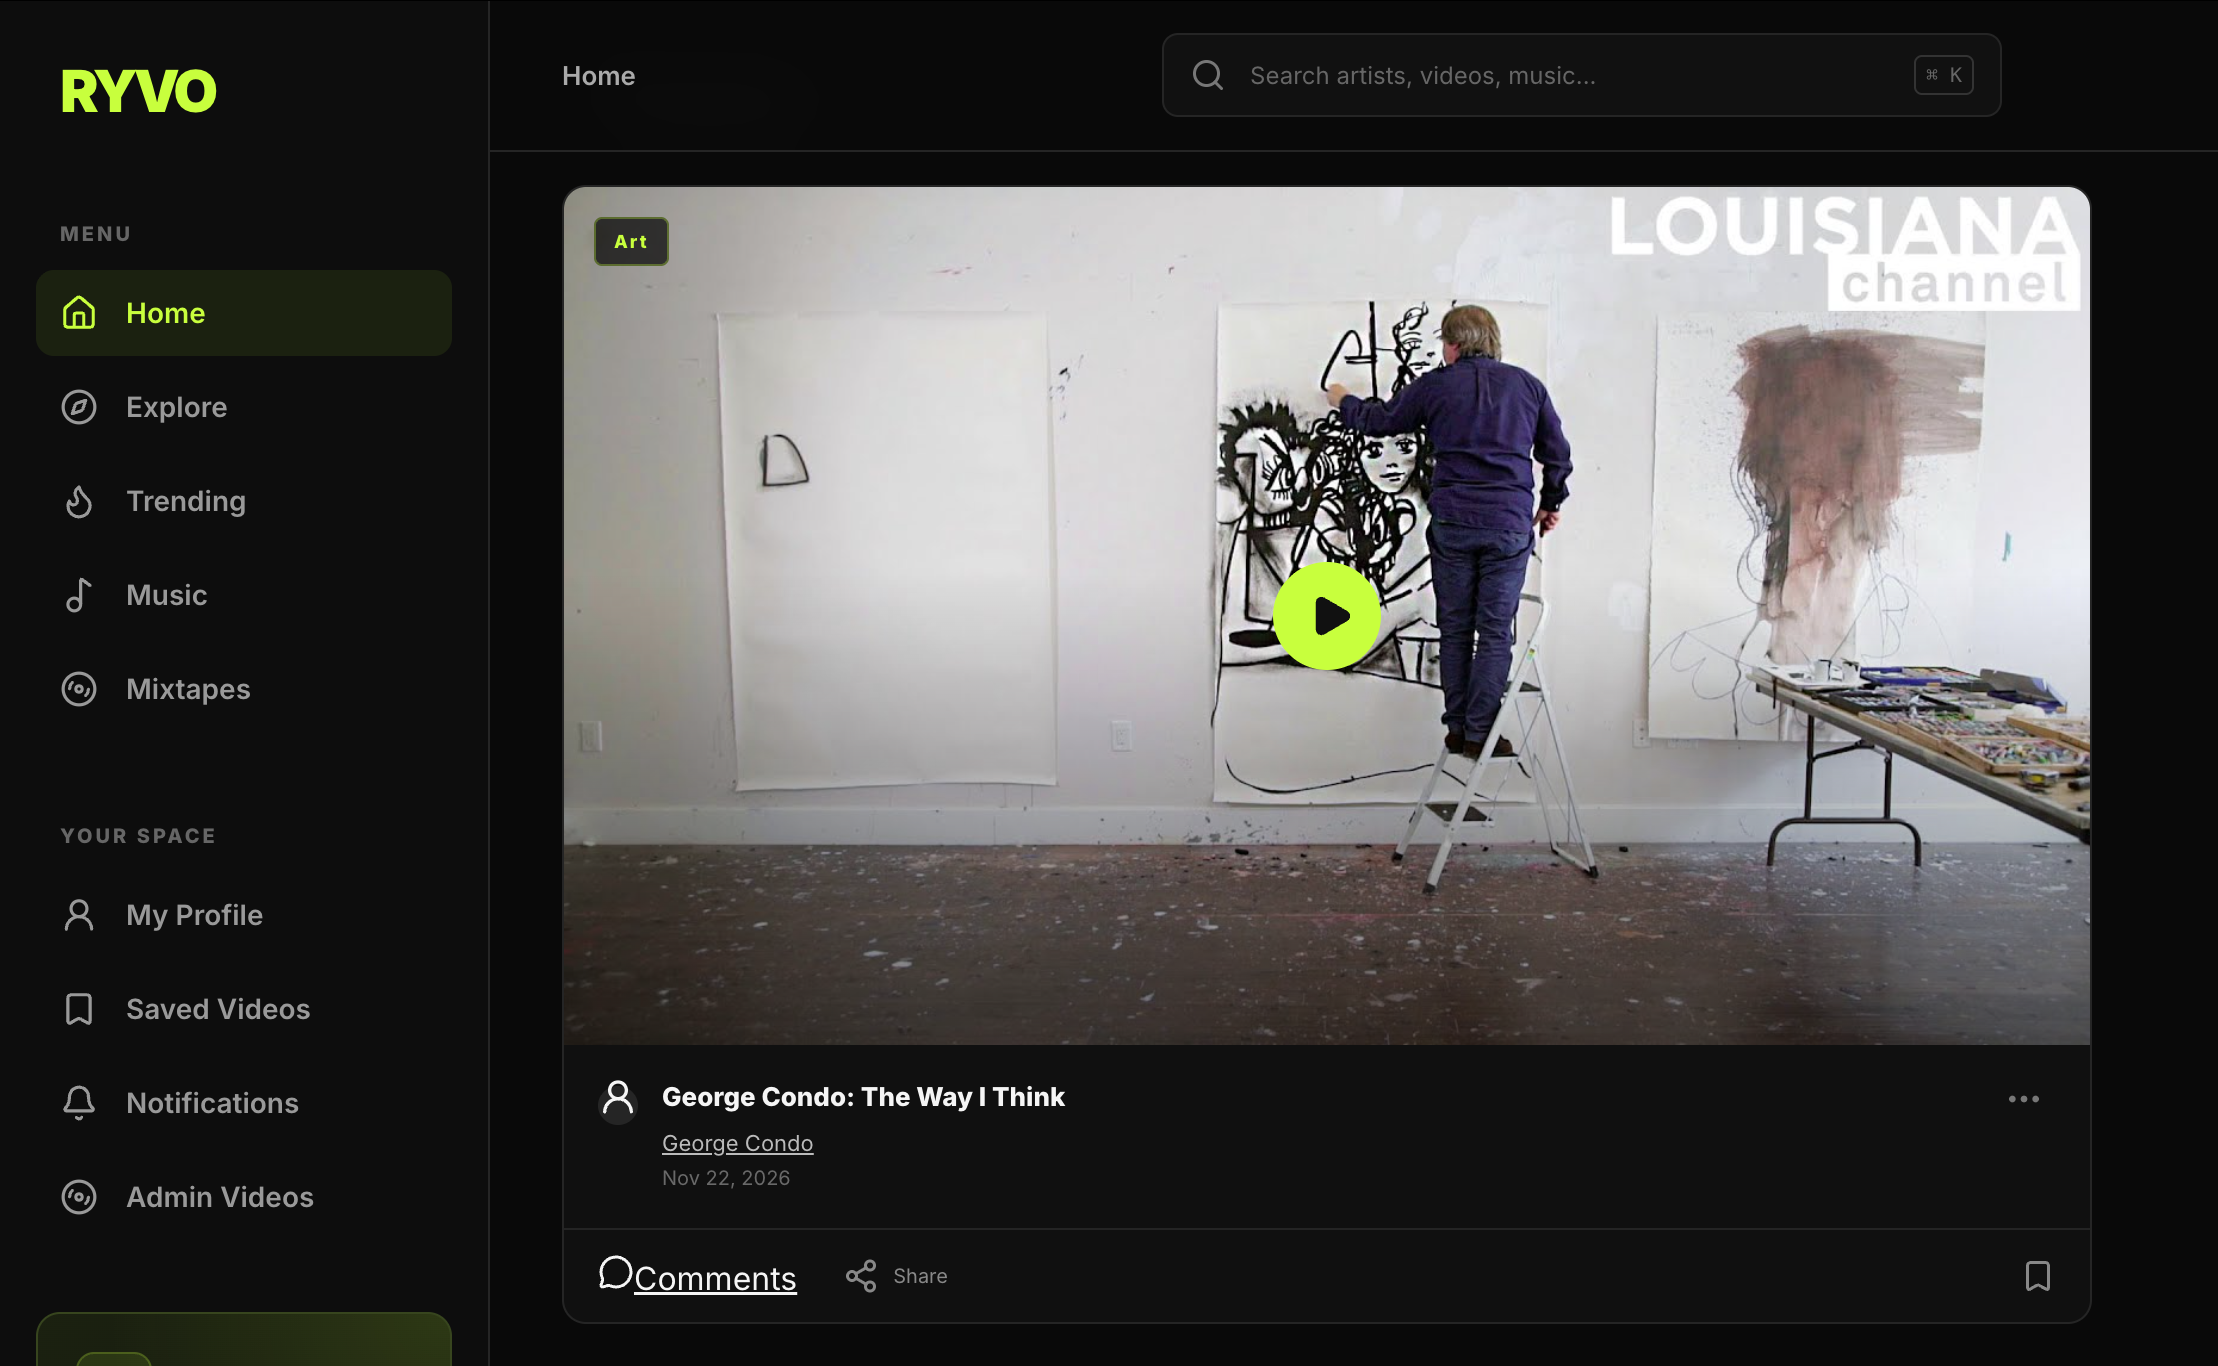 RYVO
MENU
Home
Explore
Trending
Music
Mixtapes
YOUR SPACE
My Profile
Saved Videos
Notifications
Admin Videos
Home
Search artists, videos, music...
⌘ K
Art
LOUISIANA
channel
George Condo: The Way I Think
George Condo
Nov 22, 2026
Comments
Share